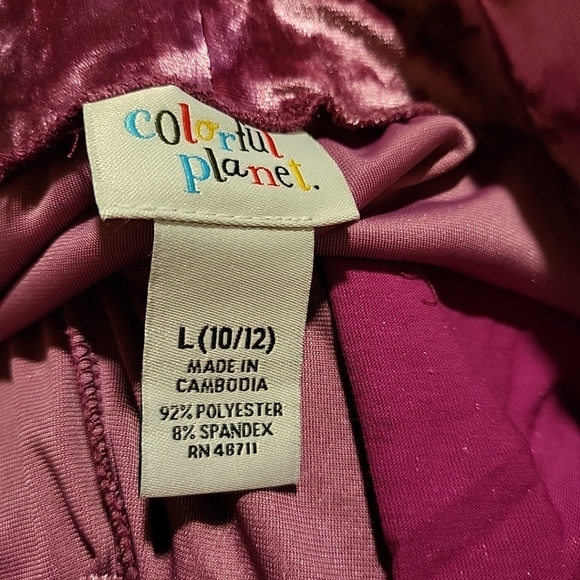 colorful
planet.
L (10/12)
MADE IN
CAMBODIA
92% POLYESTER
8% SPANDEX
RN 48711